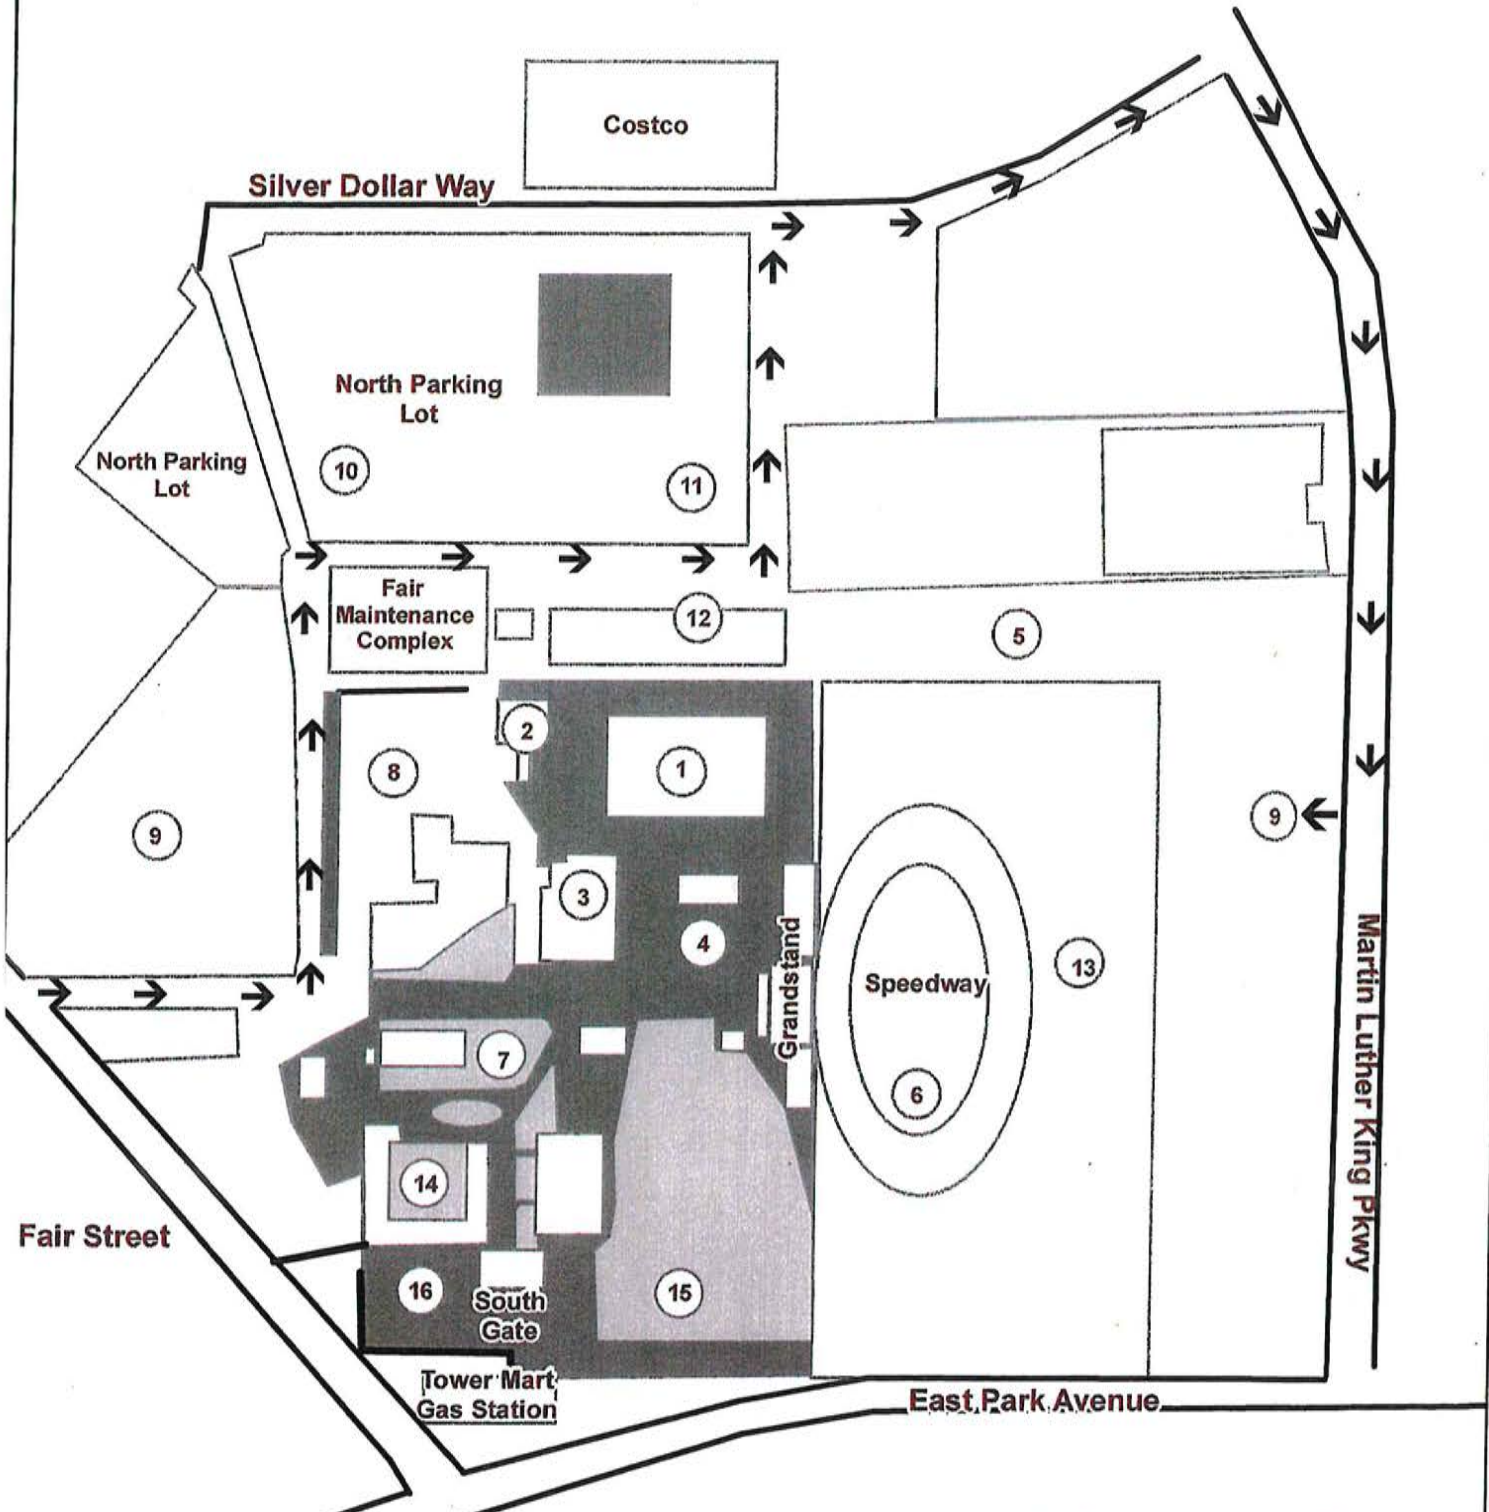 Costco
Silver Dollar Way
North Parking
Lot
North Parking
Lot
10
11
Fair
Maintenance
Complex
12
5
2
1
8
9
9
3
4
Grandstand
Speedway
13
Martin Luther King Pkwy
7
6
14
Fair Street
16
South
Gate
15
Tower Mart
Gas Station
East Park Avenue